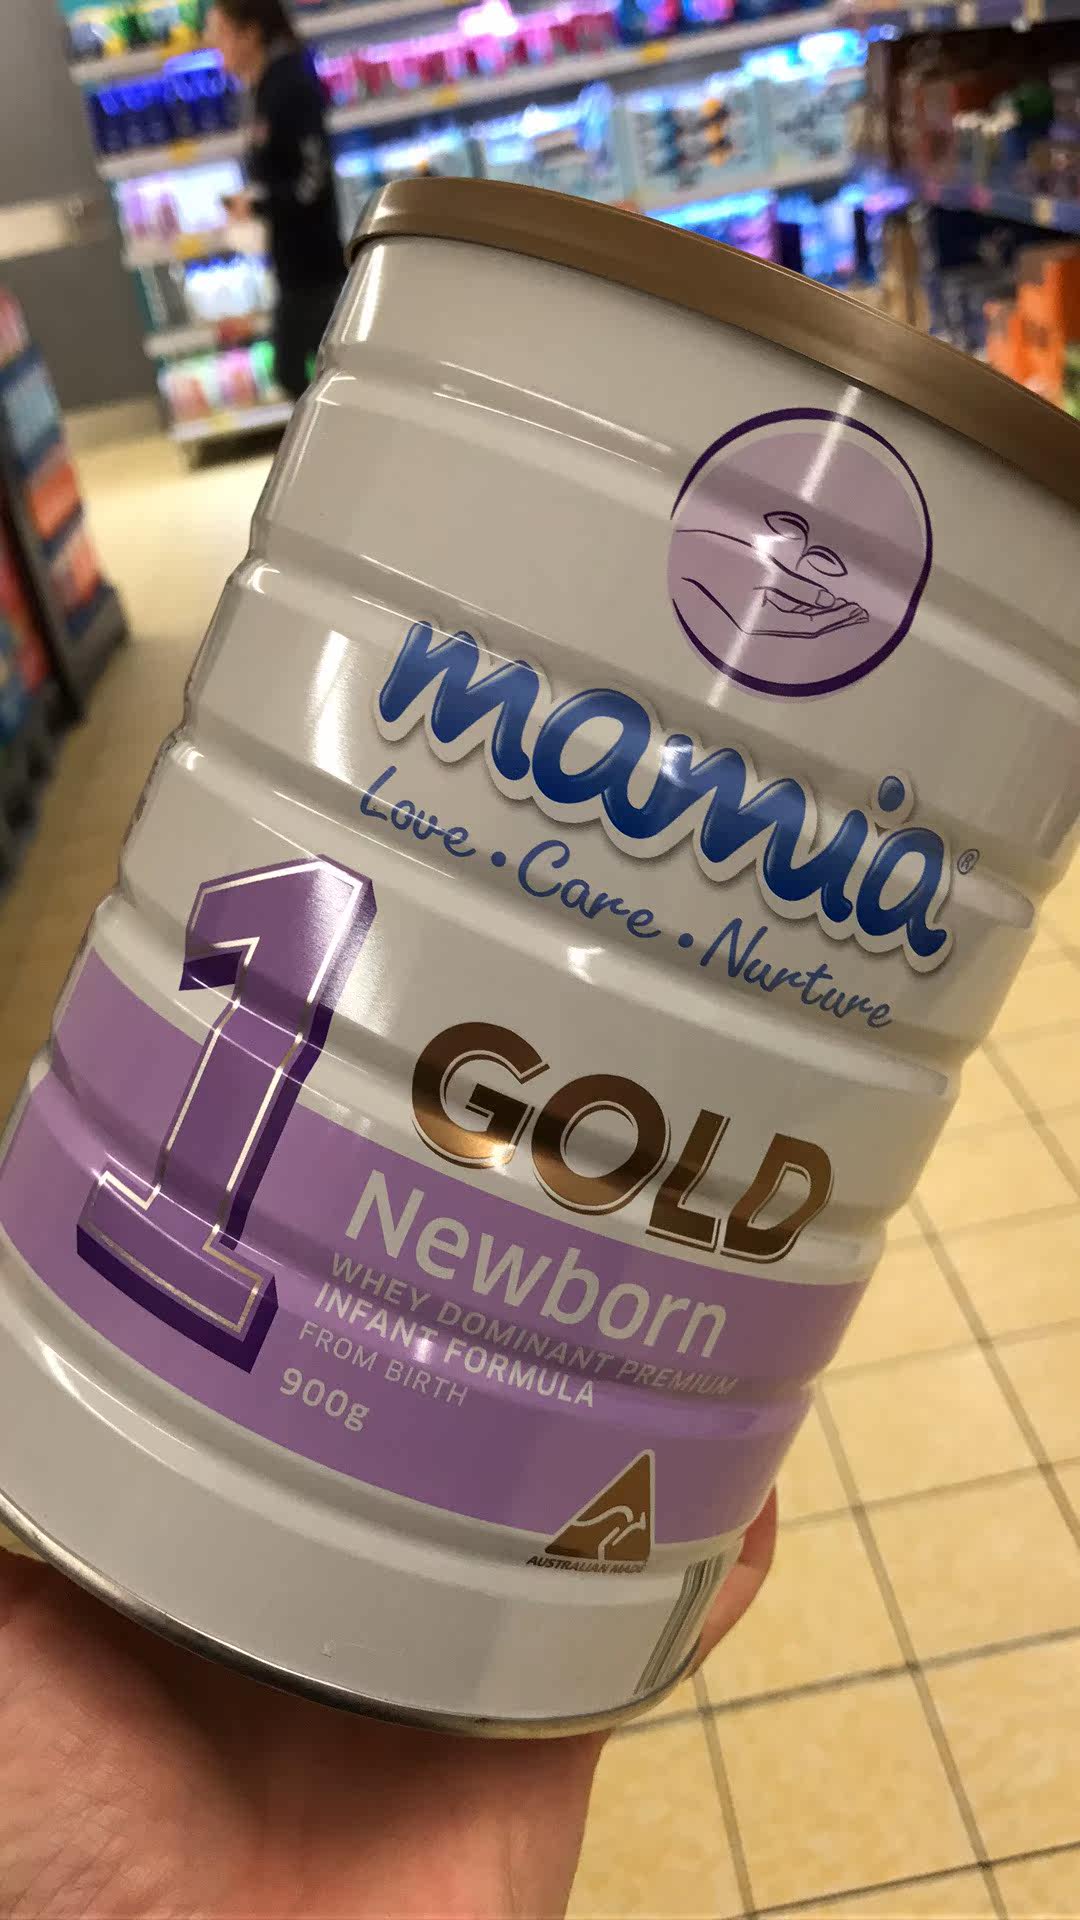 mamia®
Love • Care • Nurture
1
GOLD
Newborn
WHEY DOMINANT PREMIUM
INFANT FORMULA
FROM BIRTH
900g
AUSTRALIAN MADE